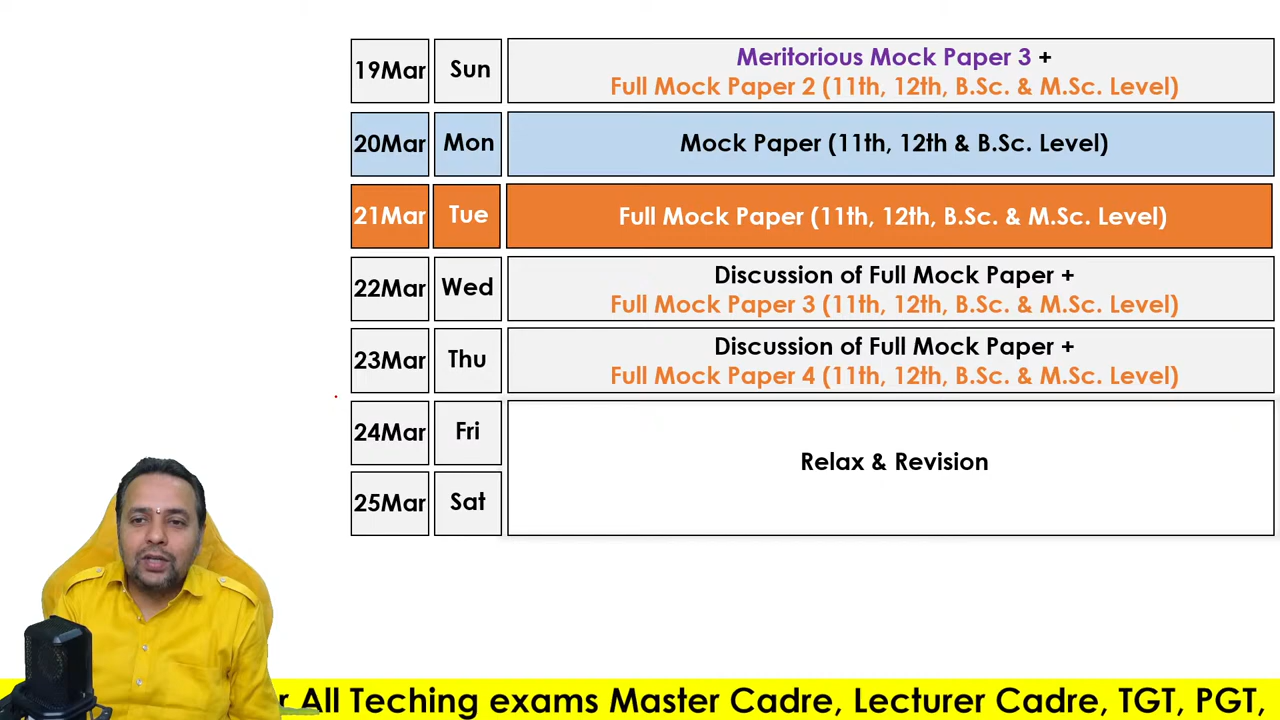 19Mar Sun Meritorious Mock Paper 3 +
Full Mock Paper 2 (11th, 12th, B.Sc. & M.Sc. Level)
20Mar Mon Mock Paper (11th, 12th & B.Sc. Level)
21Mar Tue Full Mock Paper (11th, 12th, B.Sc. & M.Sc. Level)
22Mar Wed Discussion of Full Mock Paper +
Full Mock Paper 3 (11th, 12th, B.Sc. & M.Sc. Level)
23Mar Thu Discussion of Full Mock Paper +
Full Mock Paper 4 (11th, 12th, B.Sc. & M.Sc. Level)
24Mar Fri
Relax & Revision
25Mar Sat
r All Teching exams Master Cadre, Lecturer Cadre, TGT, PGT,